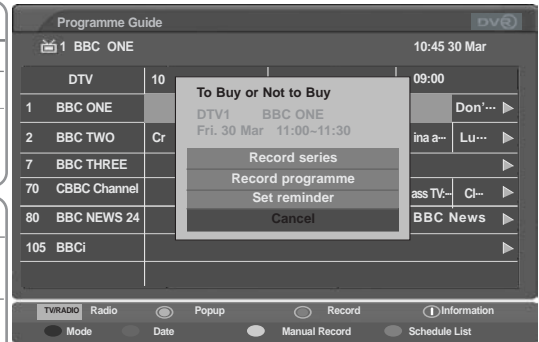 Programme Guide
DVR
1 BBC ONE
10:45 30 Mar
DTV 10 09:00
1 BBC ONE Don'···
2 BBC TWO Cr ina a··· Lu···
7 BBC THREE
70 CBBC Channel ass TV:··· Cl···
80 BBC NEWS 24 BBC News
105 BBCi
To Buy or Not to Buy
DTV1 BBC ONE
Fri. 30 Mar 11:00~11:30
Record series
Record programme
Set reminder
Cancel
TV/RADIO Radio Popup Record Information
Mode Date Manual Record Schedule List